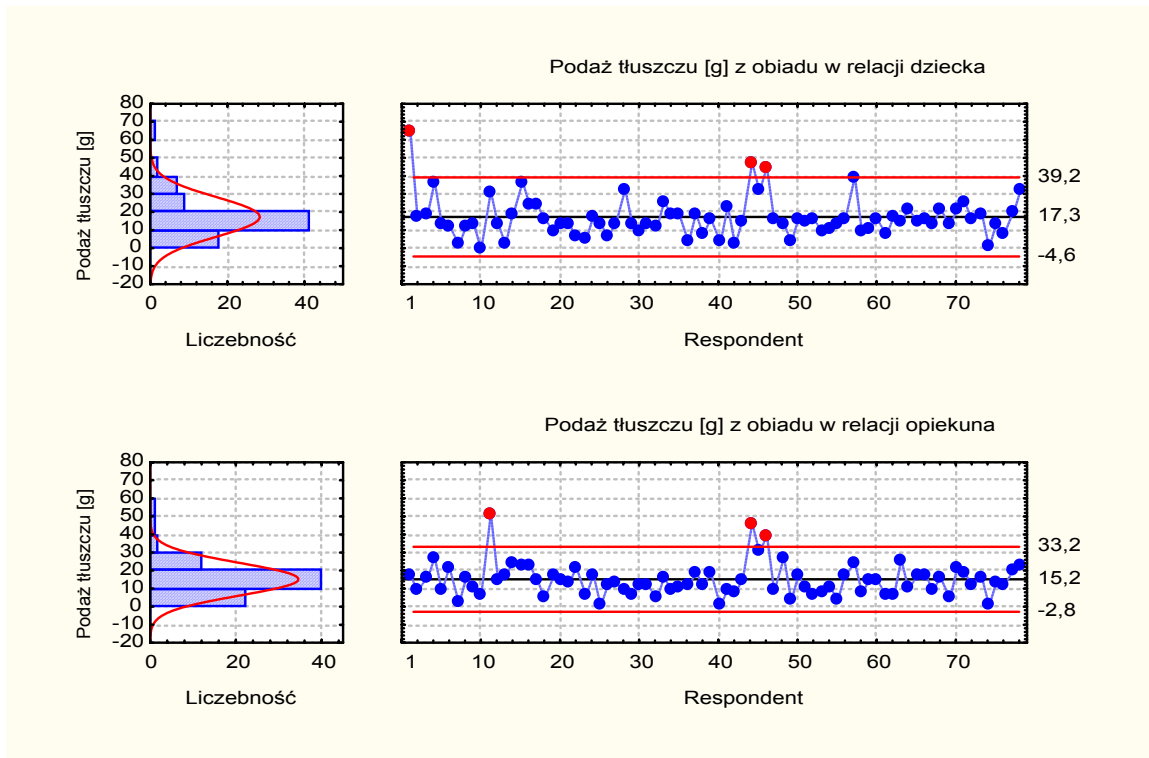 Podaż tłuszczu [g] z obiadu w relacji dziecka
Podaż tłuszczu [g]
80
70
60
50
40
30
20
10
0
-10
-20
0 20 40
Liczebność
1 10 20 30 40 50 60 70
Respondent
39,2
17,3
-4,6
Podaż tłuszczu [g] z obiadu w relacji opiekuna
Podaż tłuszczu [g]
80
70
60
50
40
30
20
10
0
-10
-20
0 20 40
Liczebność
1 10 20 30 40 50 60 70
Respondent
33,2
15,2
-2,8